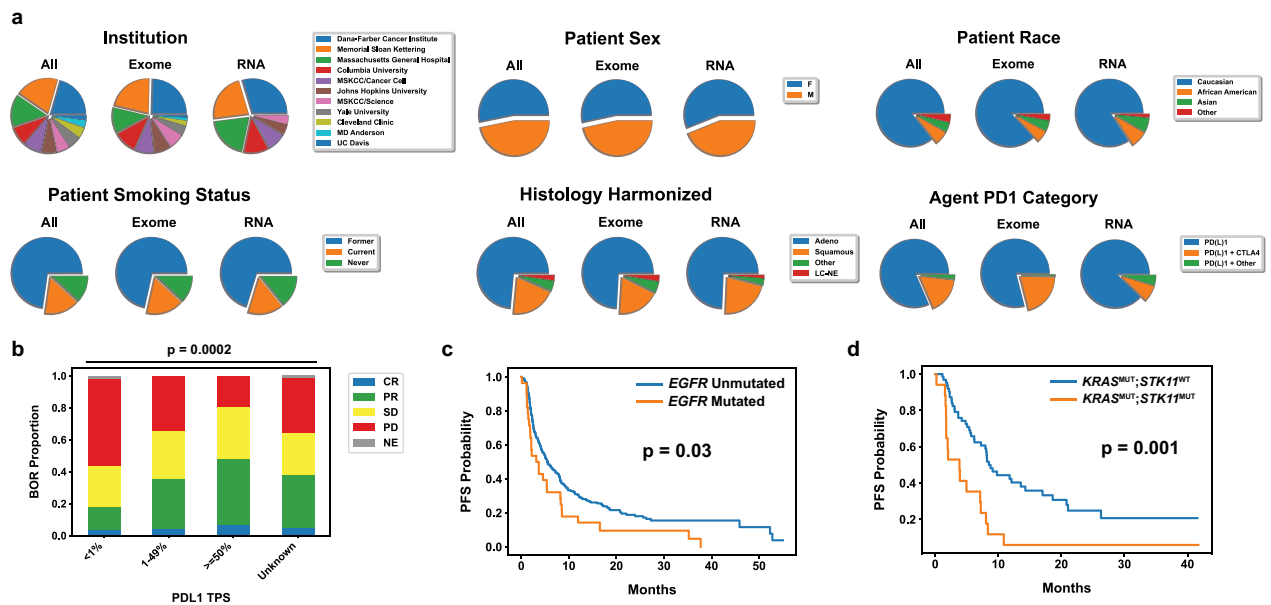 a
Institution
All
Exome
RNA
Dana-Farber Cancer Institute
Memorial Sloan Kettering
Massachusetts General Hospital
Columbia University
MSKCC/Cancer Cell
Johns Hopkins University
MSKCC/Science
Yale University
Cleveland Clinic
MD Anderson
UC Davis
Patient Sex
All
Exome
RNA
F
M
Patient Race
All
Exome
RNA
Caucasian
African American
Asian
Other
Patient Smoking Status
All
Exome
RNA
Former
Current
Never
Histology Harmonized
All
Exome
RNA
Adeno
Squamous
Other
LC-NE
Agent PD1 Category
All
Exome
RNA
PD(L)1
PD(L)1 + CTLA4
PD(L)1 + Other
b
p = 0.0002
BOR Proportion
1.0
0.8
0.6
0.4
0.2
0.0
<1%
1-49%
>=50%
Unknown
PDL1 TPS
CR
PR
SD
PD
NE
c
PFS Probability
1.0
0.8
0.6
0.4
0.2
0.0
EGFR Unmutated
EGFR Mutated
p = 0.03
0
10
20
30
40
50
Months
d
PFS Probability
1.0
0.8
0.6
0.4
0.2
KRASMUT;STK11WT
KRASMUT;STK11MUT
p = 0.001
0
10
20
30
40
Months